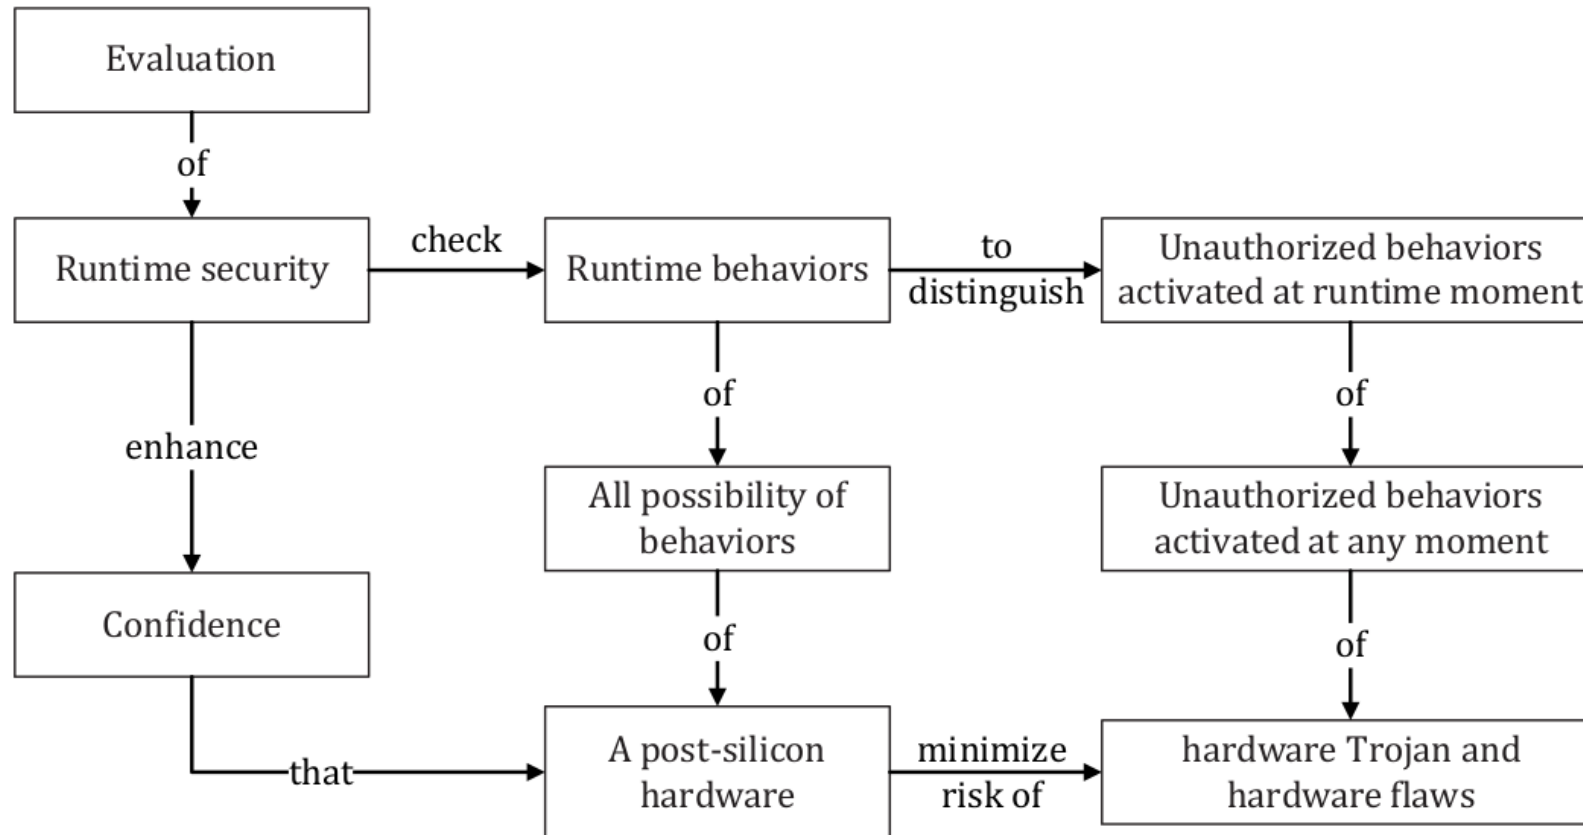 Evaluation
of
Runtime security
check
Runtime behaviors
to
distinguish
Unauthorized behaviors
activated at runtime moment
enhance
of
of
All possibility of
behaviors
Unauthorized behaviors
activated at any moment
Confidence
of
of
that
A post-silicon
hardware
minimize
risk of
hardware Trojan and
hardware flaws